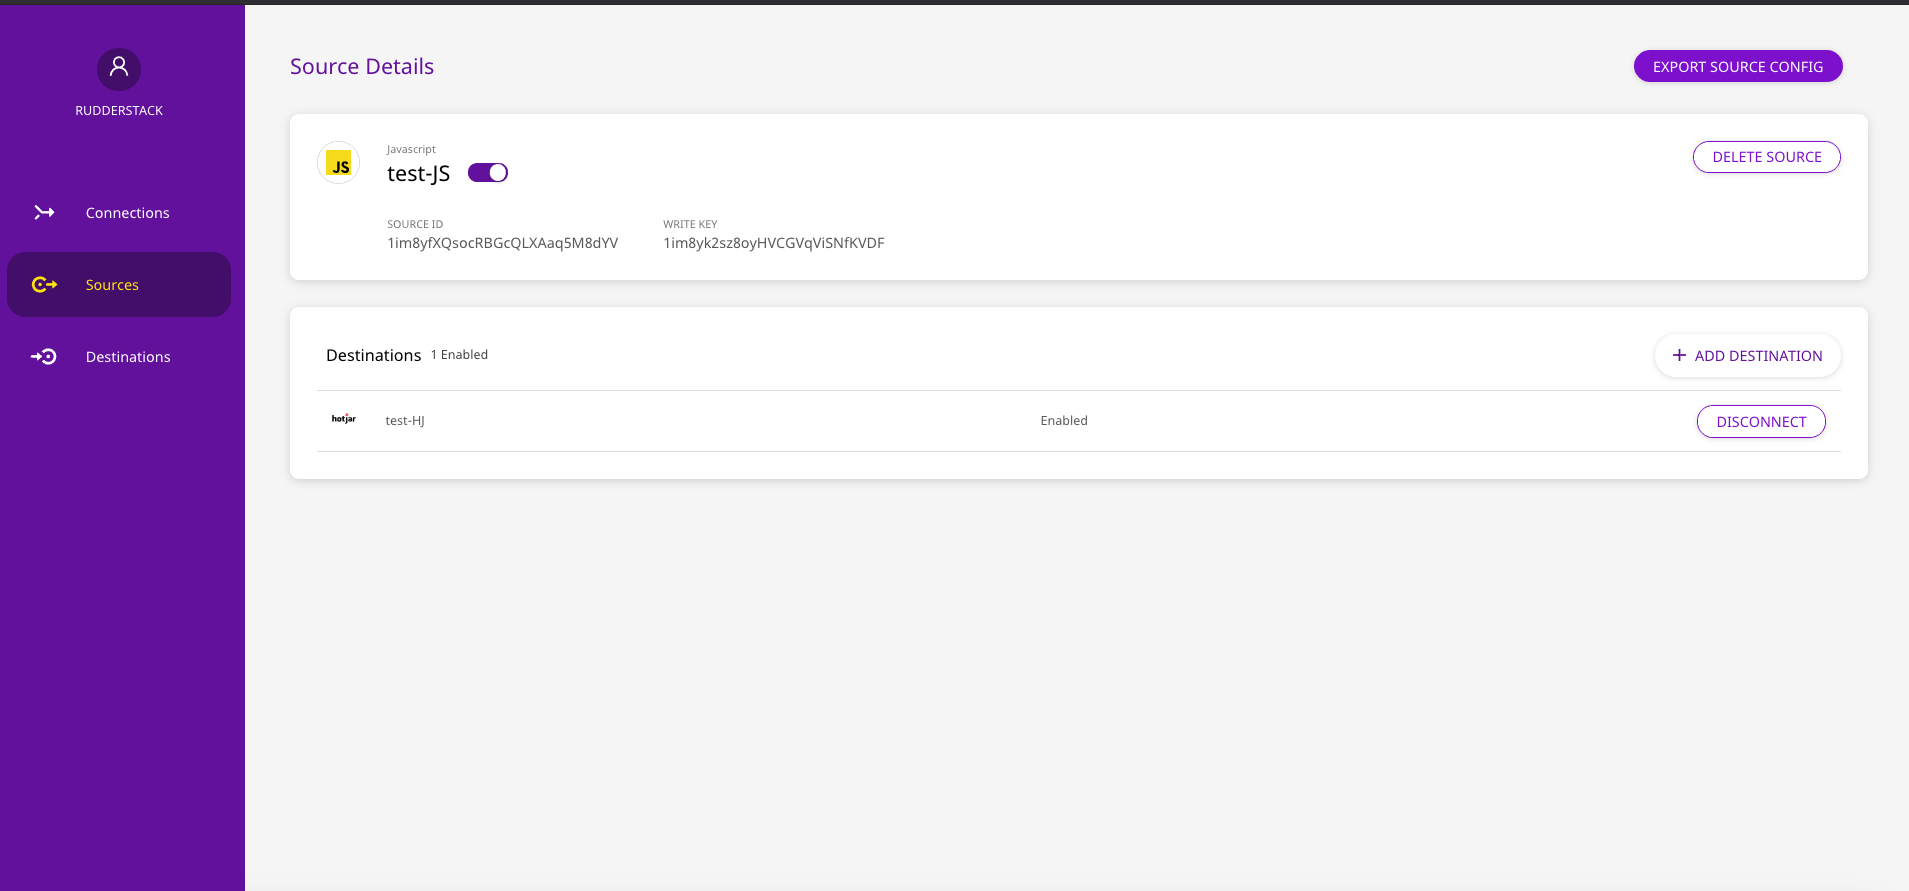 RUDDERSTACK
Connections
Sources
Destinations
Source Details
EXPORT SOURCE CONFIG
JS
Javascript
test-JS
DELETE SOURCE
SOURCE ID
1im8yfXQsocRBGcQLXAaq5M8dYV
WRITE KEY
1im8yk2sz8oyHVCGVqViSNfKVDF
Destinations 1 Enabled
+ ADD DESTINATION
hotjar test-HJ Enabled DISCONNECT